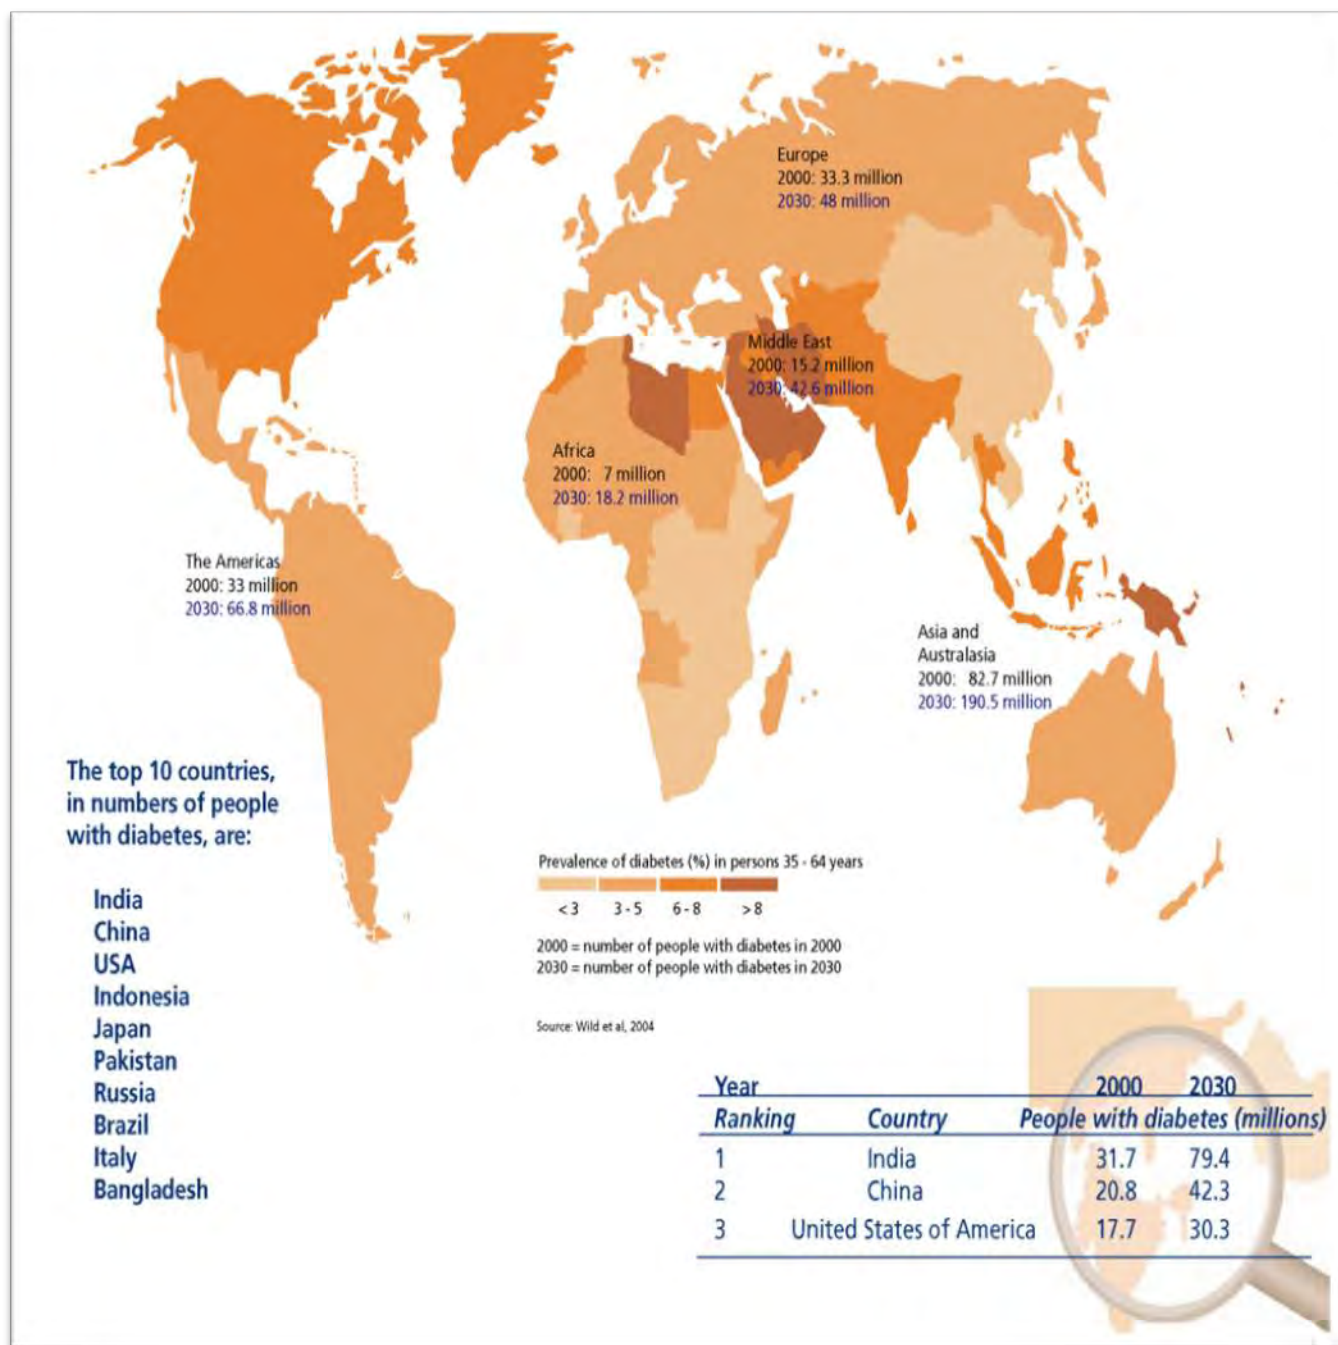 Europe
2000: 33.3 million
2030: 48 million
Middle East
2000: 15.2 million
2030: 42.6 million
Africa
2000: 7 million
2030: 18.2 million
The Americas
2000: 33 million
2030: 66.8 million
Asia and
Australasia
2000: 82.7 million
2030: 190.5 million
The top 10 countries,
in numbers of people
with diabetes, are:
India
China
USA
Indonesia
Japan
Pakistan
Russia
Brazil
Italy
Bangladesh
Prevalence of diabetes (%) in persons 35 - 64 years
< 3 3 - 5 6 - 8 > 8
2000 = number of people with diabetes in 2000
2030 = number of people with diabetes in 2030
Source: Wild et al, 2004
Year 2000 2030
Ranking Country People with diabetes (millions)
1 India 31.7 79.4
2 China 20.8 42.3
3 United States of America 17.7 30.3